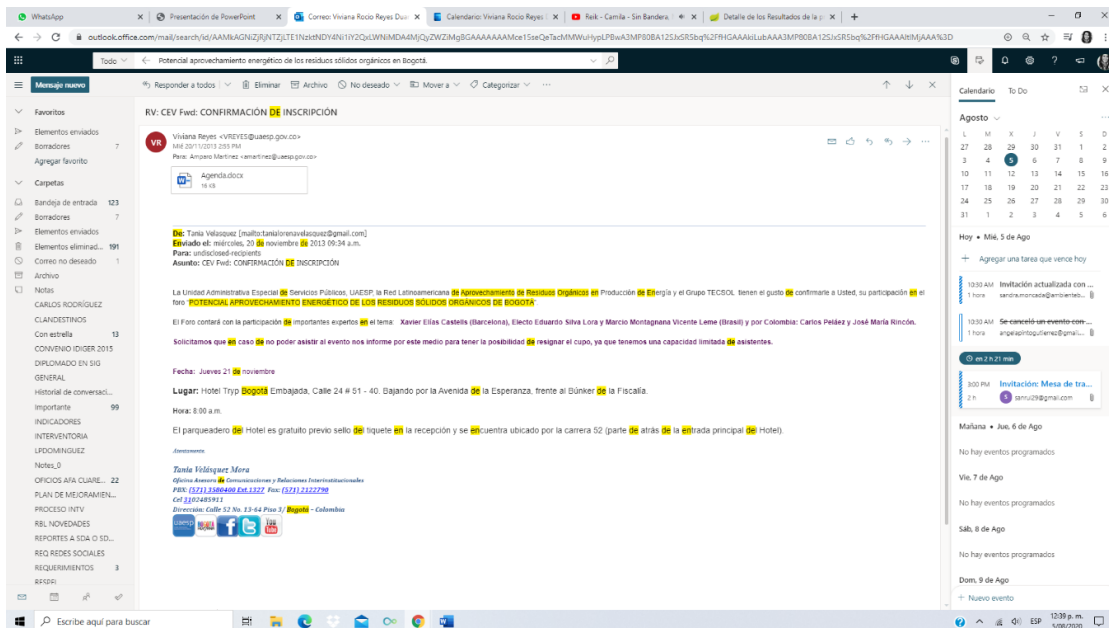 WhatsApp
Presentación de PowerPoint
Correo: Viviana Rocio Reyes Duar
Calendario: Viviana Rocio Reyes
Reik - Camila - Sin Bandera,
Detalle de los Resultados de la p
Todo
Potencial aprovechamiento energético de los residuos sólidos orgánicos en Bogotá.
Mensaje nuevo
Responder a todos
Eliminar
Archivo
No deseado
Mover a
Categorizar
Favoritos
Elementos enviados
Borradores 7
Agregar favorito
Carpetas
Bandeja de entrada 123
Borradores 7
Elementos enviados
Elementos eliminad... 191
Correo no deseado 1
Archivo
Notas
CARLOS RODRÍGUEZ
CLANDESTINOS
Con estrella 13
CONVENIO IDIGER 2015
DIPLOMADO EN SIG
GENERAL
Historial de conversaci...
Importante 99
INDICADORES
INTERVENTORIA
LPDOMINGUEZ
Notes_0
OFICIOS AFA CLIARE... 22
PLAN DE MEJORAMIEN...
PROCESO INTV
RBL NOVEDADES
REPORTES A SDA O SD...
REQ REDES SOCIALES
REQUERIMIENTOS 3
RESPEL
RV: CEV Fwd: CONFIRMACIÓN DE INSCRIPCIÓN
VR
Viviana Reyes <VREYES@uaesp.gov.co>
Mié 20/11/2013 2:55 PM
Para: Amparo Martinez <amartinez@uaesp.gov.co>
Agenda.docx
16 KB
De: Tania Velasquez [mailto:tanialorenavelasquez@gmail.com]
Enviado el: miércoles, 20 de noviembre de 2013 09:34 a.m.
Para: undisclosed-recipients
Asunto: CEV Fwd: CONFIRMACIÓN DE INSCRIPCIÓN
La Unidad Administrativa Especial de Servicios Públicos, UAESP, la Red Latinoamericana de Aprovechamiento de Residuos Orgánicos en Producción de Energía y el Grupo TECSOL tienen el gusto de confirmarle a Usted, su participación en el
foro "POTENCIAL APROVECHAMIENTO ENERGÉTICO DE LOS RESIDUOS SÓLIDOS ORGÁNICOS DE BOGOTÁ".
El Foro contará con la participación de importantes expertos en el tema: Xavier Elías Castells (Barcelona), Electo Eduardo Silva Lora y Marcio Montagnana Vicente Leme (Brasil) y por Colombia: Carlos Peláez y José María Rincón.
Solicitamos que en caso de no poder asistir al evento nos informe por este medio para tener la posibilidad de resignar el cupo, ya que tenemos una capacidad limitada de asistentes.
Fecha: Jueves 21 de noviembre
Lugar: Hotel Tryp Bogotá Embajada, Calle 24 # 51 - 40. Bajando por la Avenida de la Esperanza, frente al Búnker de la Fiscalía.
Hora: 8:00 a.m.
El parqueadero del Hotel es gratuito previo sello del tiquete en la recepción y se encuentra ubicado por la carrera 52 (parte de atrás de la entrada principal del Hotel).
Atentamente
Tania Velásquez Mora
Oficina Asesora de Comunicaciones y Relaciones Interinstitucionales
PBX: (571) 3580400 Ext.1327 Fax: (571) 2122790
Cel 3102485911
Dirección: Calle 52 No. 13-64 Piso 3/ Bogotá - Colombia
uaesp
You Tube
Calendario To Do
Agosto
L M X J V S D
27 28 29 30 31 1 2
3 4 5 6 7 8 9
10 11 12 13 14 15 16
17 18 19 20 21 22 23
24 25 26 27 28 29 30
31 1 2 3 4 5 6
Hoy • Mié, 5 de Ago
Agregar una tarea que vence hoy
10:30 AM Invitación actualizada con ...
1 hora sandra.moncada@ambienteb...
10:30 AM Se canceló un evento con ...
1 hora angelapintogutierrez@gmail...
en 2 h 21 min
3:00 PM Invitación: Mesa de tra...
2 h S sanrui29@gmail.com
Mañana • Jue, 6 de Ago
No hay eventos programados
Vie, 7 de Ago
No hay eventos programados
Sáb, 8 de Ago
No hay eventos programados
Dom, 9 de Ago
Nuevo evento
Escribe aquí para buscar
ESP
12:39 p. m.
5/08/2020